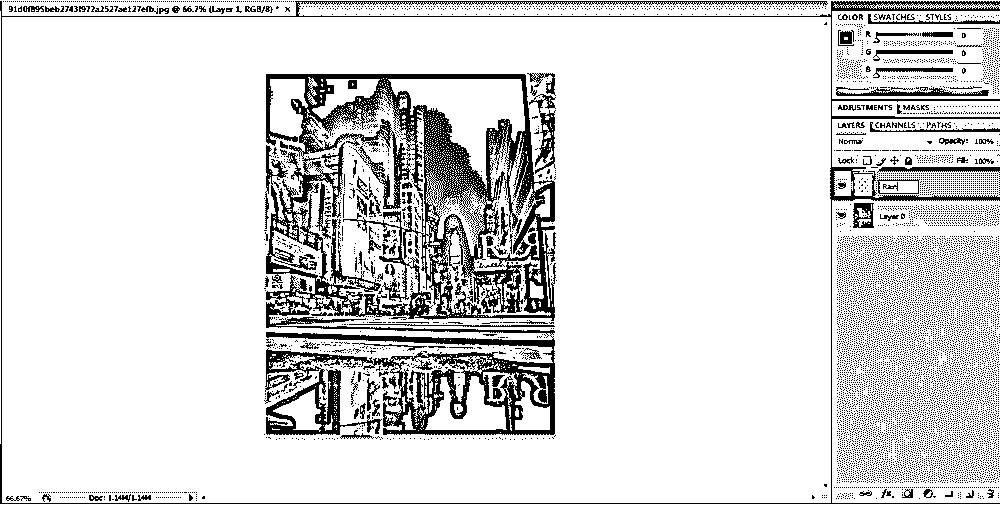 91d0f895beb2743f972a2527ae127efb.jpg @ 66.7% (Layer 1, RGB/8) * ×
COLOR SWATCHES STYLES
R 0
G 0
B 0
ADJUSTMENTS MASKS
LAYERS CHANNELS PATHS
Normal Opacity: 100%
Lock: Fill: 100%
Rain
Layer 0
66.67% Doc: 1.14M/1.14M